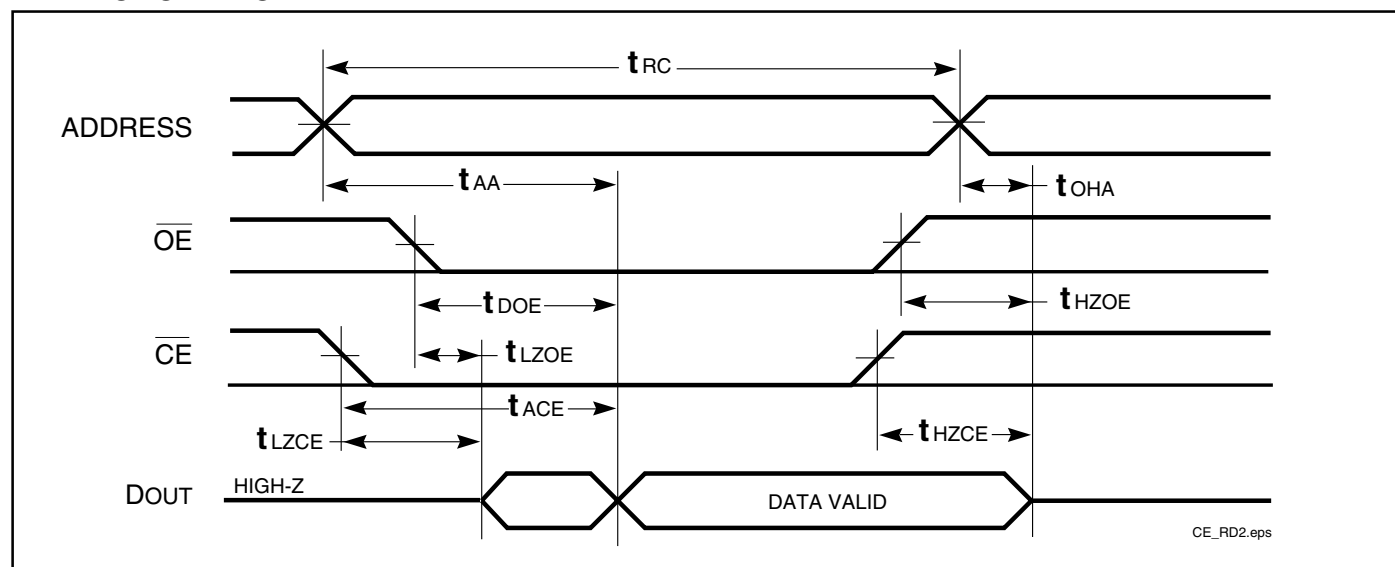 tRC
ADDRESS
tAA
tOHA
OE
tDOE
tHZOE
CE
tLZOE
tACE
tLZCE
tHZCE
DOUT
HIGH-Z
DATA VALID
CE_RD2.eps